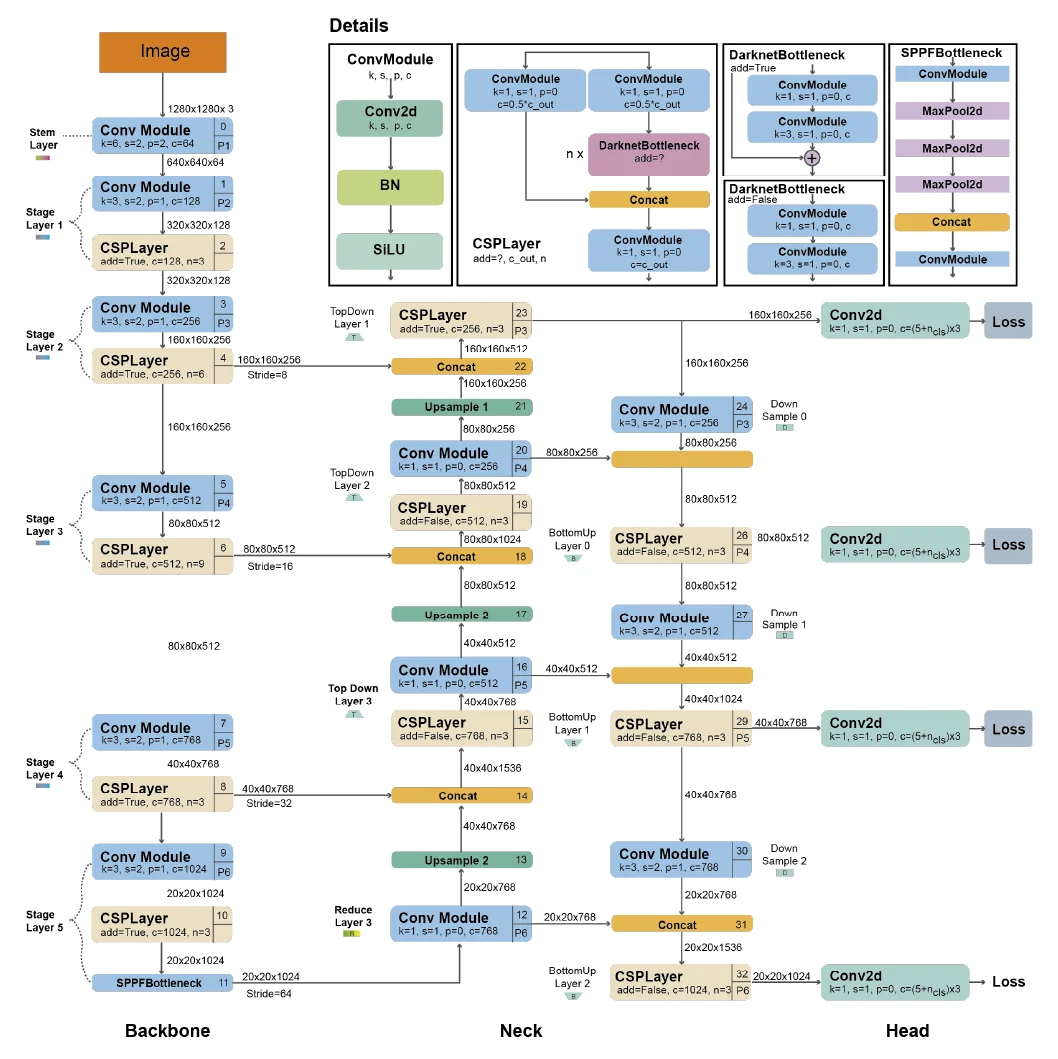 Details
Image
1280x1280x 3
Stem
Layer
Conv Module
0
k=6, s=2, p=2, c=64
P1
640x640x64
Stage
Layer 1
Conv Module
1
k=3, s=2, p=1, c=128
P2
320x320x128
CSPLayer
2
add=True, c=128, n=3
320x320x128
Stage
Layer 2
Conv Module
3
k=3, s=2, p=1, c=256
P3
160x160x256
CSPLayer
4
add=True, c=256, n=6
160x160x256
Stride=8
160x160x256
Stage
Layer 3
Conv Module
5
k=3, s=2, p=1, c=512
P4
80x80x512
CSPLayer
6
add=True, c=512, n=9
80x80x512
Stride=16
80x80x512
Stage
Layer 4
Conv Module
7
k=3, s=2, p=1, c=768
P5
40x40x768
CSPLayer
8
add=True, c=768, n=3
40x40x768
Stride=32
Stage
Layer 5
Conv Module
9
k=3, s=2, p=1, c=1024
P6
20x20x1024
CSPLayer
10
add=True, c=1024, n=3
20x20x1024
SPPFBottleneck
11
20x20x1024
Stride=64
Backbone
ConvModule
k, s, p, c
Conv2d
k, s, p, c
BN
SiLU
ConvModule
k=1, s=1, p=0
c=0.5*c_out
ConvModule
k=1, s=1, p=0
c=0.5*c_out
n x
DarknetBottleneck
add=?
Concat
CSPLayer
add=?, c_out, n
ConvModule
k=1, s=1, p=0
c=c_out
DarknetBottleneck
add=True
ConvModule
k=1, s=1, p=0, c
ConvModule
k=3, s=1, p=0, c
+
DarknetBottleneck
add=False
ConvModule
k=1, s=1, p=0, c
ConvModule
k=3, s=1, p=0, c
SPPFBottleneck
ConvModule
MaxPool2d
MaxPool2d
MaxPool2d
Concat
ConvModule
TopDown
Layer 1
T
CSPLayer
23
add=True, c=256, n=3
P3
160x160x512
Concat
22
160x160x256
Upsample 1
21
80x80x256
TopDown
Layer 2
T
Conv Module
20
k=1, s=1, p=0, c=256
P4
80x80x512
CSPLayer
19
add=False, c=512, n=3
80x80x1024
Concat
18
80x80x512
Upsample 2
17
40x40x512
Top Down
Layer 3
T
Conv Module
16
k=1, s=1, p=0, c=512
P5
40x40x768
CSPLayer
15
add=False, c=768, n=3
40x40x1536
Concat
14
40x40x768
Upsample 2
13
20x20x768
Reduce
Layer 3
R
Conv Module
12
k=1, s=1, p=0, c=768
P6
160x160x256
160x160x256
Conv Module
24
k=3, s=2, p=1, c=256
P3
Down
Sample 0
D
80x80x256
80x80x256
80x80x512
BottomUp
Layer 0
B
CSPLayer
26
add=False, c=512, n=3
P4
80x80x512
80x80x512
Conv Module
27
k=3, s=2, p=1, c=512
Down
Sample 1
D
40x40x512
40x40x512
40x40x1024
BottomUp
Layer 1
B
CSPLayer
29
add=False, c=768, n=3
P5
40x40x768
40x40x768
Conv Module
30
k=3, s=2, p=1, c=768
Down
Sample 2
D
20x20x768
20x20x768
Concat
31
20x20x1536
BottomUp
Layer 2
B
CSPLayer
32
add=False, c=1024, n=3
P6
20x20x1024
Neck
Conv2d
k=1, s=1, p=0, c=(5+ncls)x3
Loss
Conv2d
k=1, s=1, p=0, c=(5+ncls)x3
Loss
Conv2d
k=1, s=1, p=0, c=(5+ncls)x3
Loss
Conv2d
k=1, s=1, p=0, c=(5+ncls)x3
Loss
Head